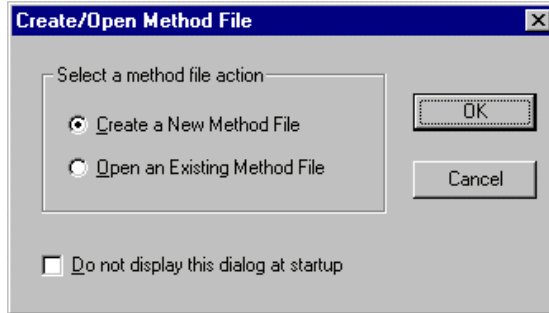 Create/Open Method File
Select a method file action
Create a New Method File
OK
Open an Existing Method File
Cancel
Do not display this dialog at startup